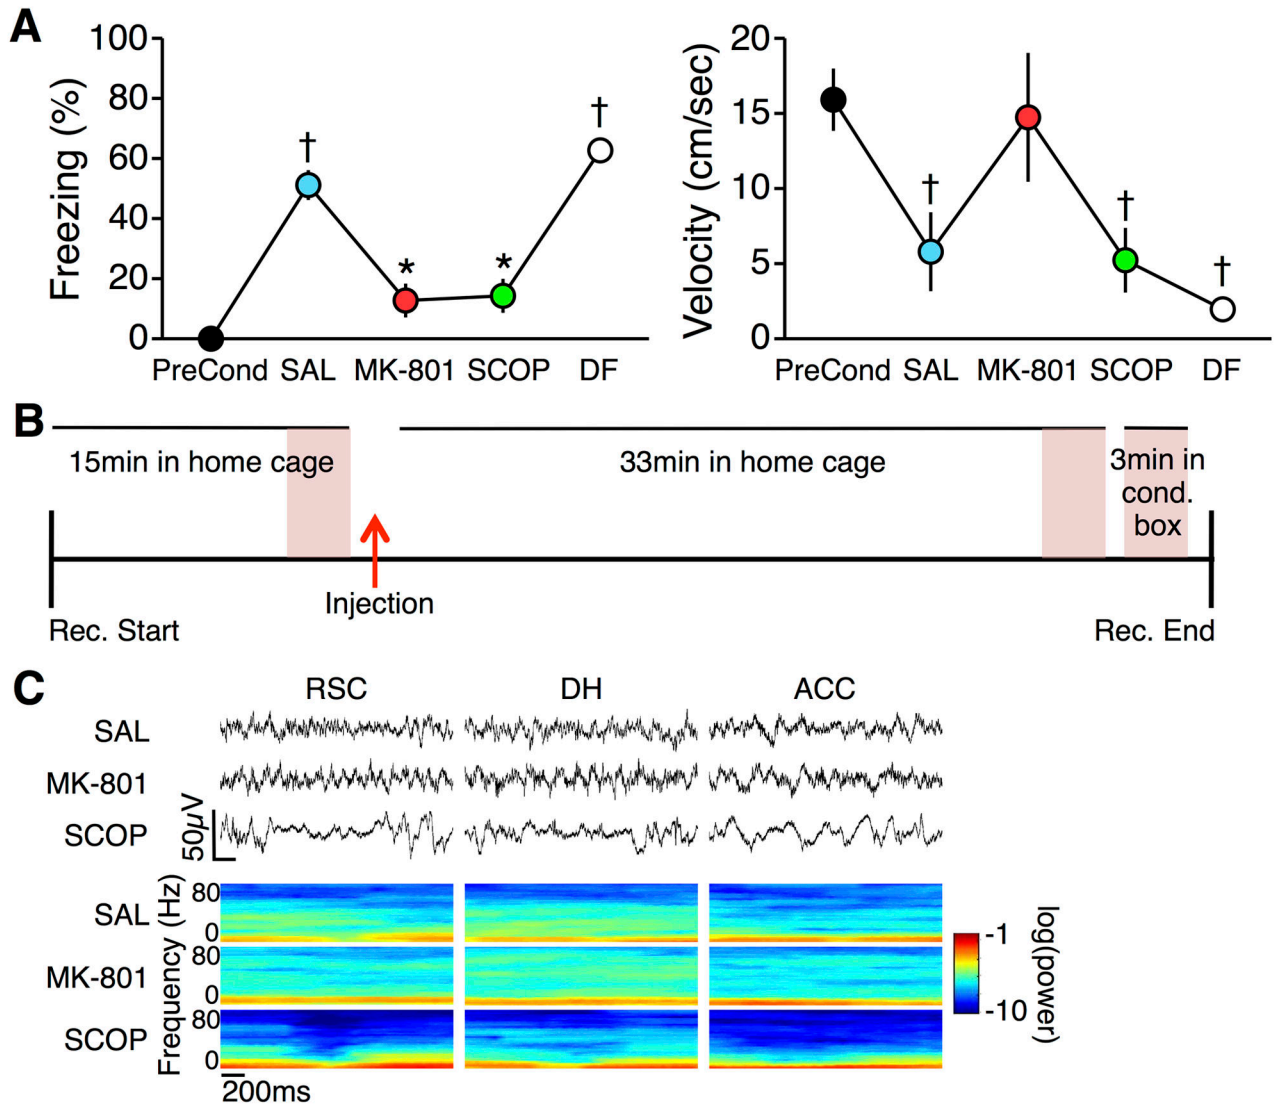 A
Freezing (%)
100
80
60
40
20
0
†
*
*
†
PreCond SAL MK-801 SCOP DF
Velocity (cm/sec)
20
15
10
5
0
†
†
†
PreCond SAL MK-801 SCOP DF
B
15min in home cage
33min in home cage
3min in
cond.
box
Injection
Rec. Start
Rec. End
C
RSC DH ACC
SAL
MK-801
SCOP
50µV
Frequency (Hz)
SAL
80
0
MK-801
80
0
SCOP
80
0
200ms
-1
-10
log(power)